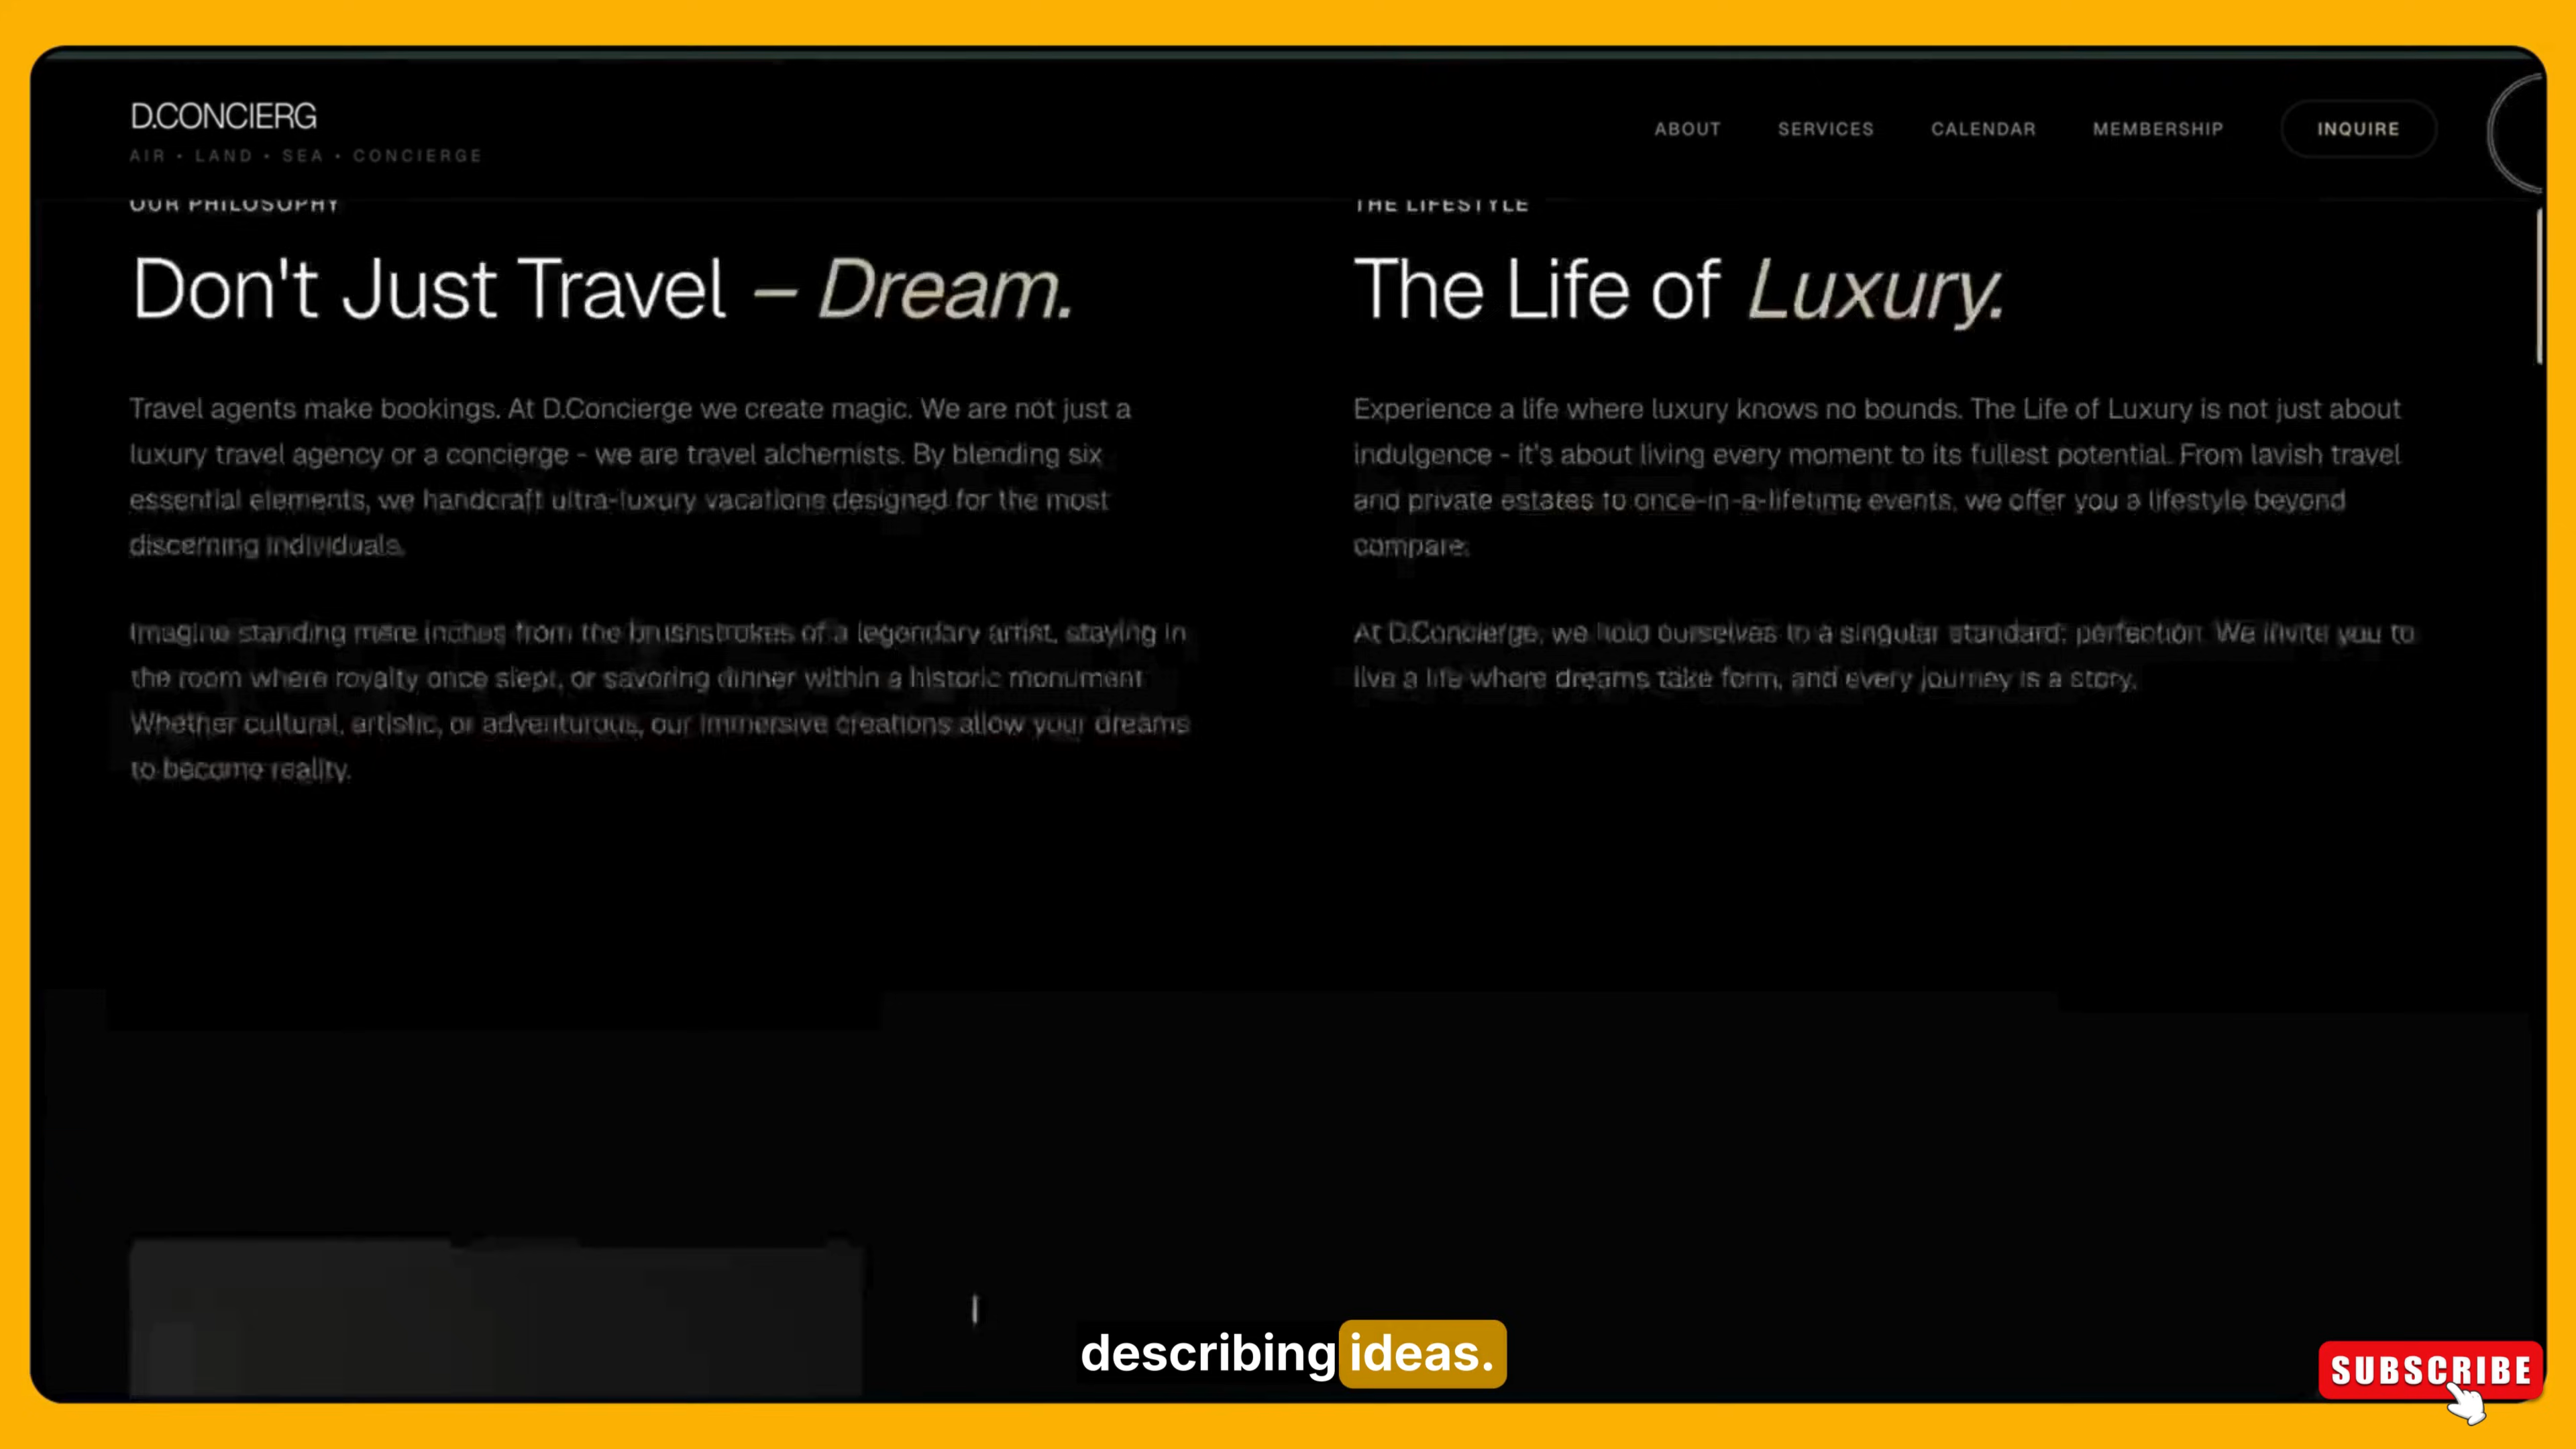 D.CONCIERG
AIR • LAND • SEA • CONCIERGE
ABOUT
SERVICES
CALENDAR
MEMBERSHIP
INQUIRE
OUR PHILOSOPHY
Don't Just Travel – Dream.
Travel agents make bookings. At D.Concierge we create magic. We are not just a
luxury travel agency or a concierge - we are travel alchemists. By blending six
essential elements, we handcraft ultra-luxury vacations designed for the most
discerning individuals.
Imagine standing mere inches from the brushstrokes of a legendary artist, staying in
the room where royalty once slept, or savoring dinner within a historic monument
Whether cultural, artistic, or adventurous, our immersive creations allow your dreams
to become reality.
THE LIFESTYLE
The Life of Luxury.
Experience a life where luxury knows no bounds. The Life of Luxury is not just about
indulgence - it's about living every moment to its fullest potential. From lavish travel
and private estates to once-in-a-lifetime events, we offer you a lifestyle beyond
compare.
At D.Concierge, we hold ourselves to a singular standard: perfection. We invite you to
live a life where dreams take form, and every journey is a story.
describing ideas.
SUBSCRIBE